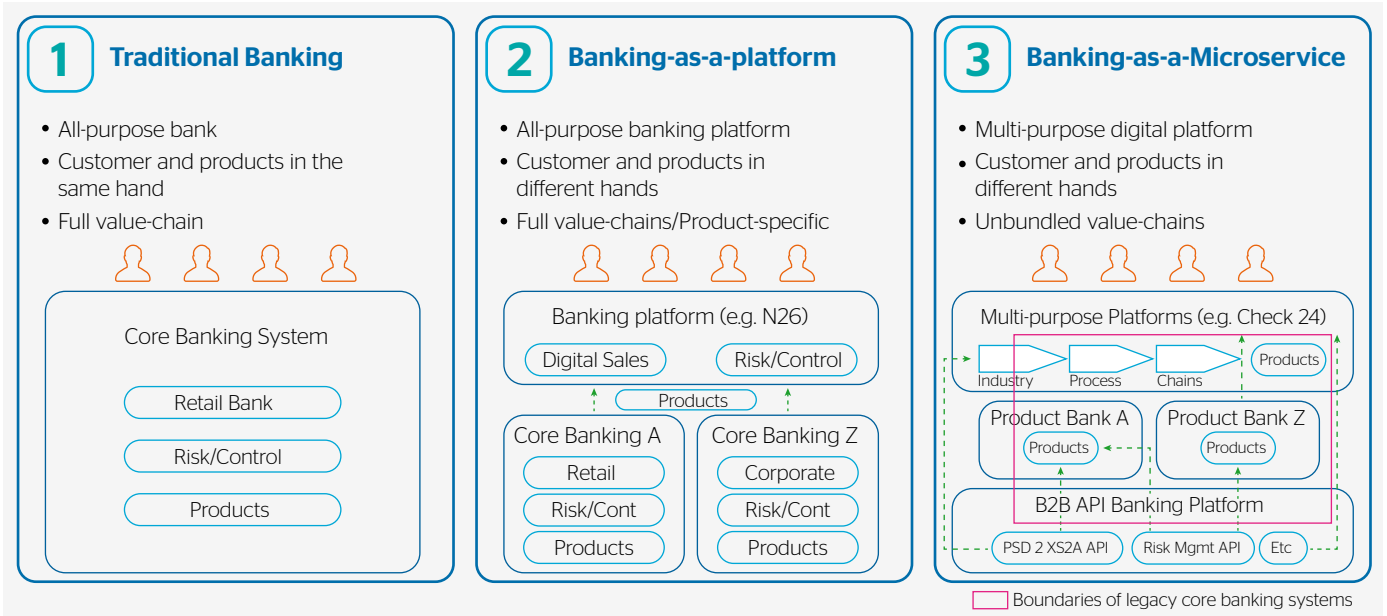 1 Traditional Banking
• All-purpose bank
• Customer and products in the
same hand
• Full value-chain
Core Banking System
Retail Bank
Risk/Control
Products
2 Banking-as-a-platform
• All-purpose banking platform
• Customer and products in
different hands
• Full value-chains/Product-specific
Banking platform (e.g. N26)
Digital Sales
Risk/Control
Products
Core Banking A
Retail
Risk/Cont
Products
Core Banking Z
Corporate
Risk/Cont
Products
3 Banking-as-a-Microservice
• Multi-purpose digital platform
• Customer and products in
different hands
• Unbundled value-chains
Multi-purpose Platforms (e.g. Check 24)
Industry
Process
Chains
Products
Product Bank A
Products
Product Bank Z
Products
B2B API Banking Platform
PSD 2 XS2A API
Risk Mgmt API
Etc
Boundaries of legacy core banking systems